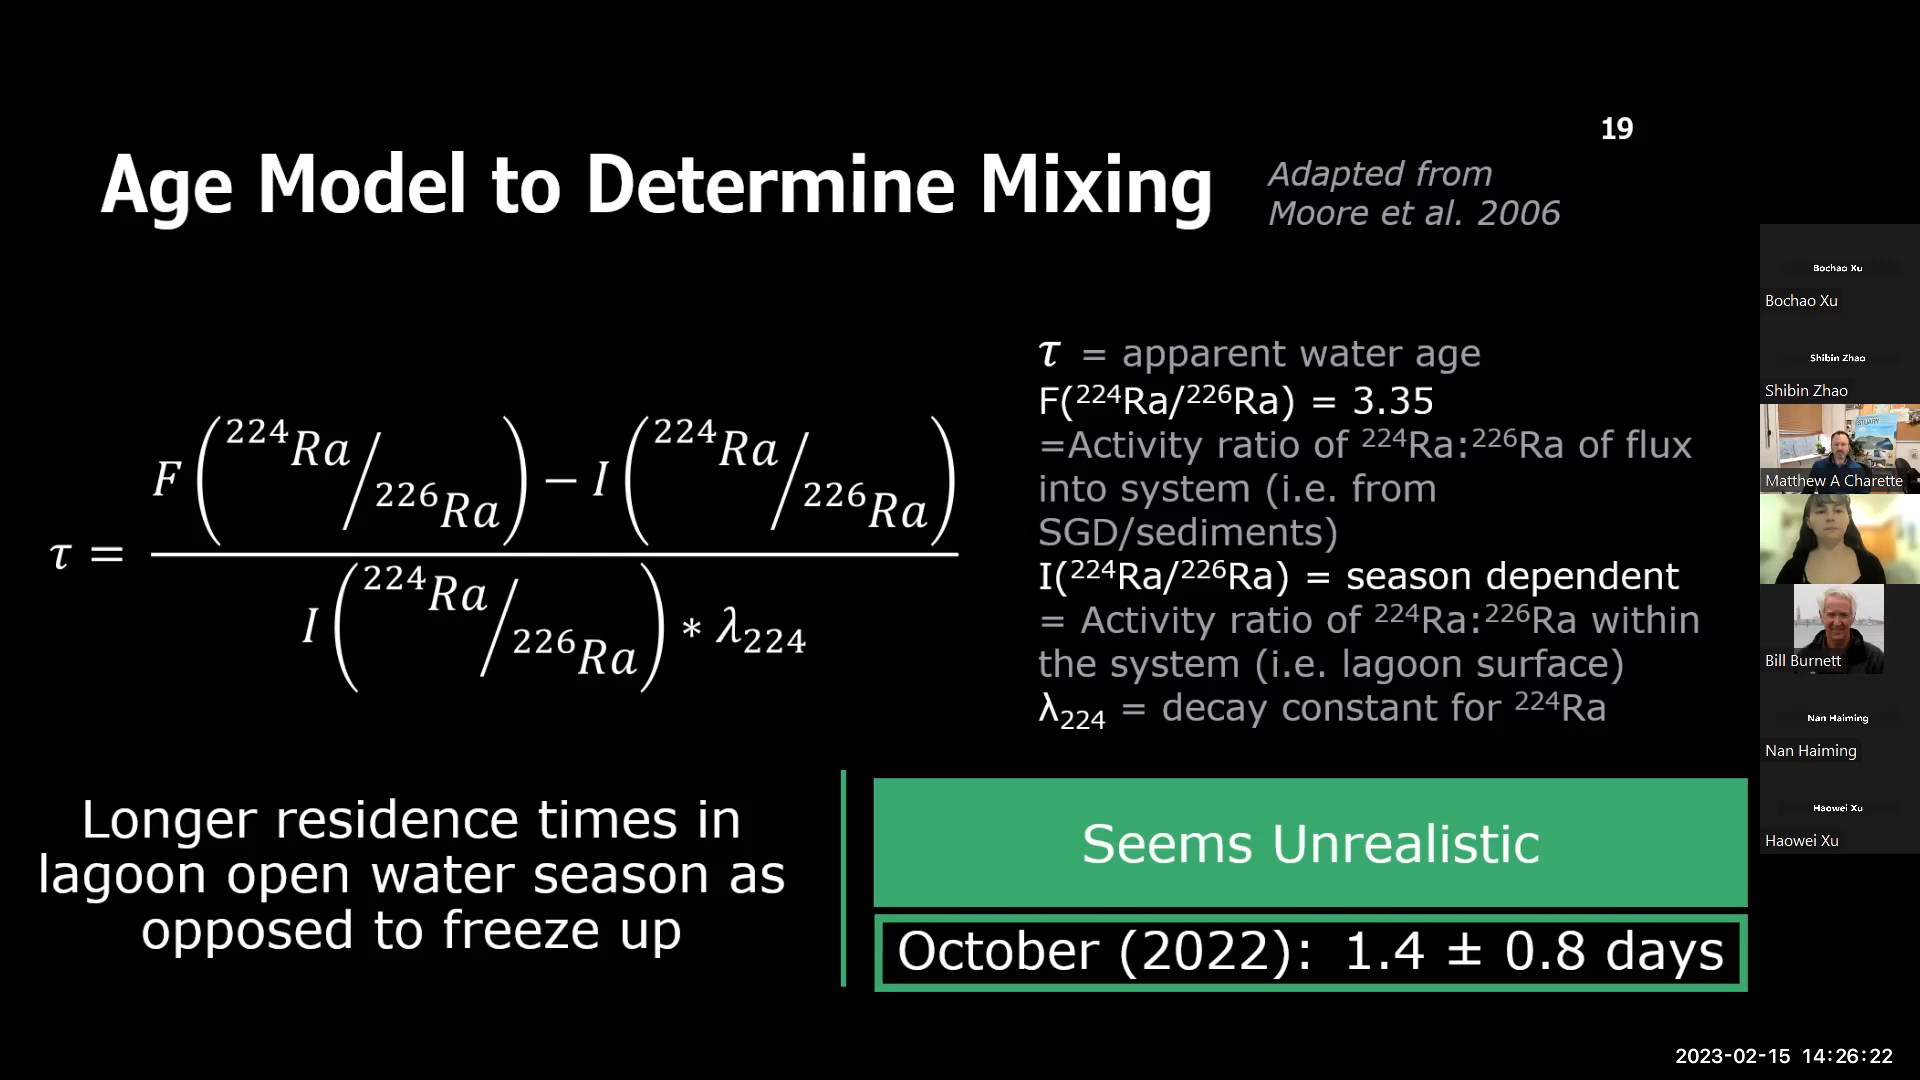 19
Age Model to Determine Mixing
Adapted from
Moore et al. 2006
τ = (F(²²⁴Ra/²²⁶Ra) − I(²²⁴Ra/²²⁶Ra)) / (I(²²⁴Ra/²²⁶Ra) * λ₂₂₄)
τ = apparent water age
F(²²⁴Ra/²²⁶Ra) = 3.35
=Activity ratio of ²²⁴Ra:²²⁶Ra of flux
into system (i.e. from
SGD/sediments)
I(²²⁴Ra/²²⁶Ra) = season dependent
= Activity ratio of ²²⁴Ra:²²⁶Ra within
the system (i.e. lagoon surface)
λ₂₂₄ = decay constant for ²²⁴Ra
Longer residence times in
lagoon open water season as
opposed to freeze up
Seems Unrealistic
October (2022): 1.4 ± 0.8 days
Bochao Xu
Bochao Xu
Shibin Zhao
Shibin Zhao
ESTUARY
Matthew A Charette
Bill Burnett
Nan Haiming
Nan Haiming
Haowei Xu
Haowei Xu
2023-02-15 14:26:22